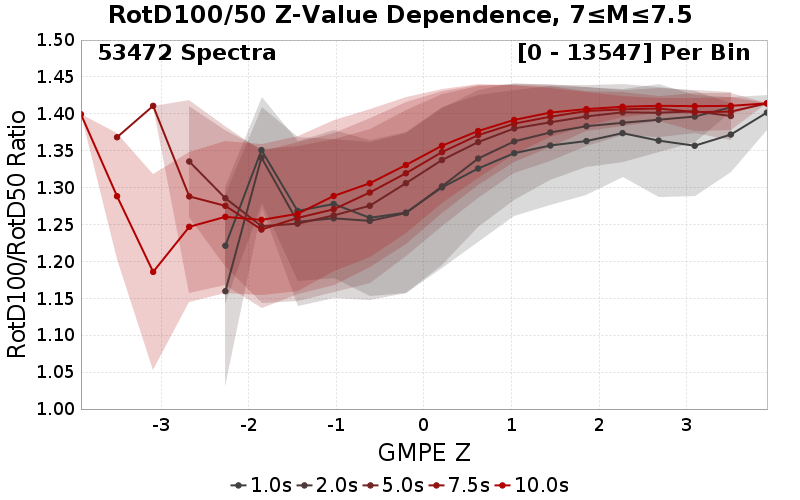 RotD100/50 Z-Value Dependence, 7≤M≤7.5
53472 Spectra
[0 - 13547] Per Bin
RotD100/RotD50 Ratio
1.50
1.45
1.40
1.35
1.30
1.25
1.20
1.15
1.10
1.05
1.00
-3 -2 -1 0 1 2 3
GMPE Z
1.0s 2.0s 5.0s 7.5s 10.0s